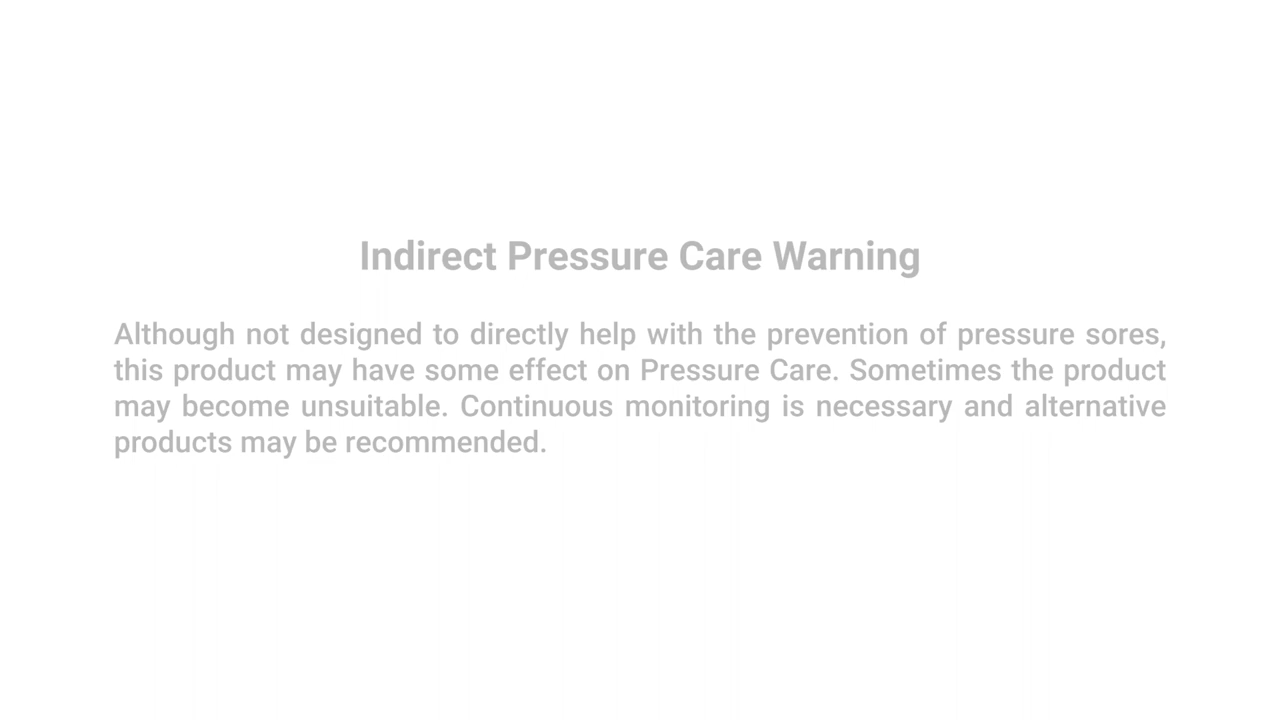 Indirect Pressure Care Warning
Although not designed to directly help with the prevention of pressure sores,
this product may have some effect on Pressure Care. Sometimes the product
may become unsuitable. Continuous monitoring is necessary and alternative
products may be recommended.